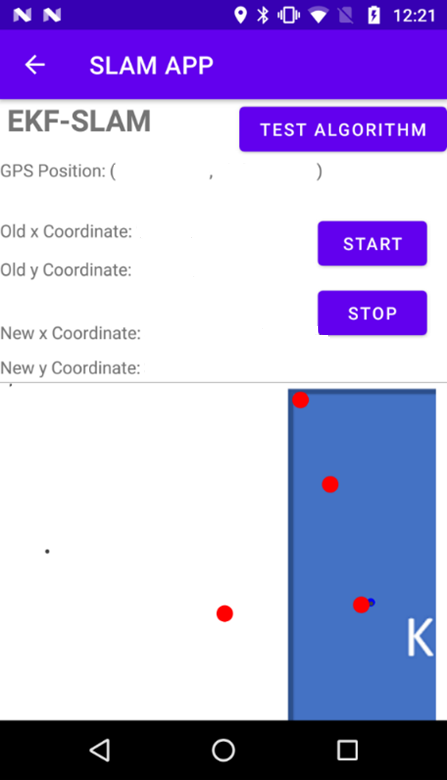 12:21
SLAM APP
EKF-SLAM
TEST ALGORITHM
GPS Position: ( , )
Old x Coordinate:
START
Old y Coordinate:
STOP
New x Coordinate:
New y Coordinate:
K